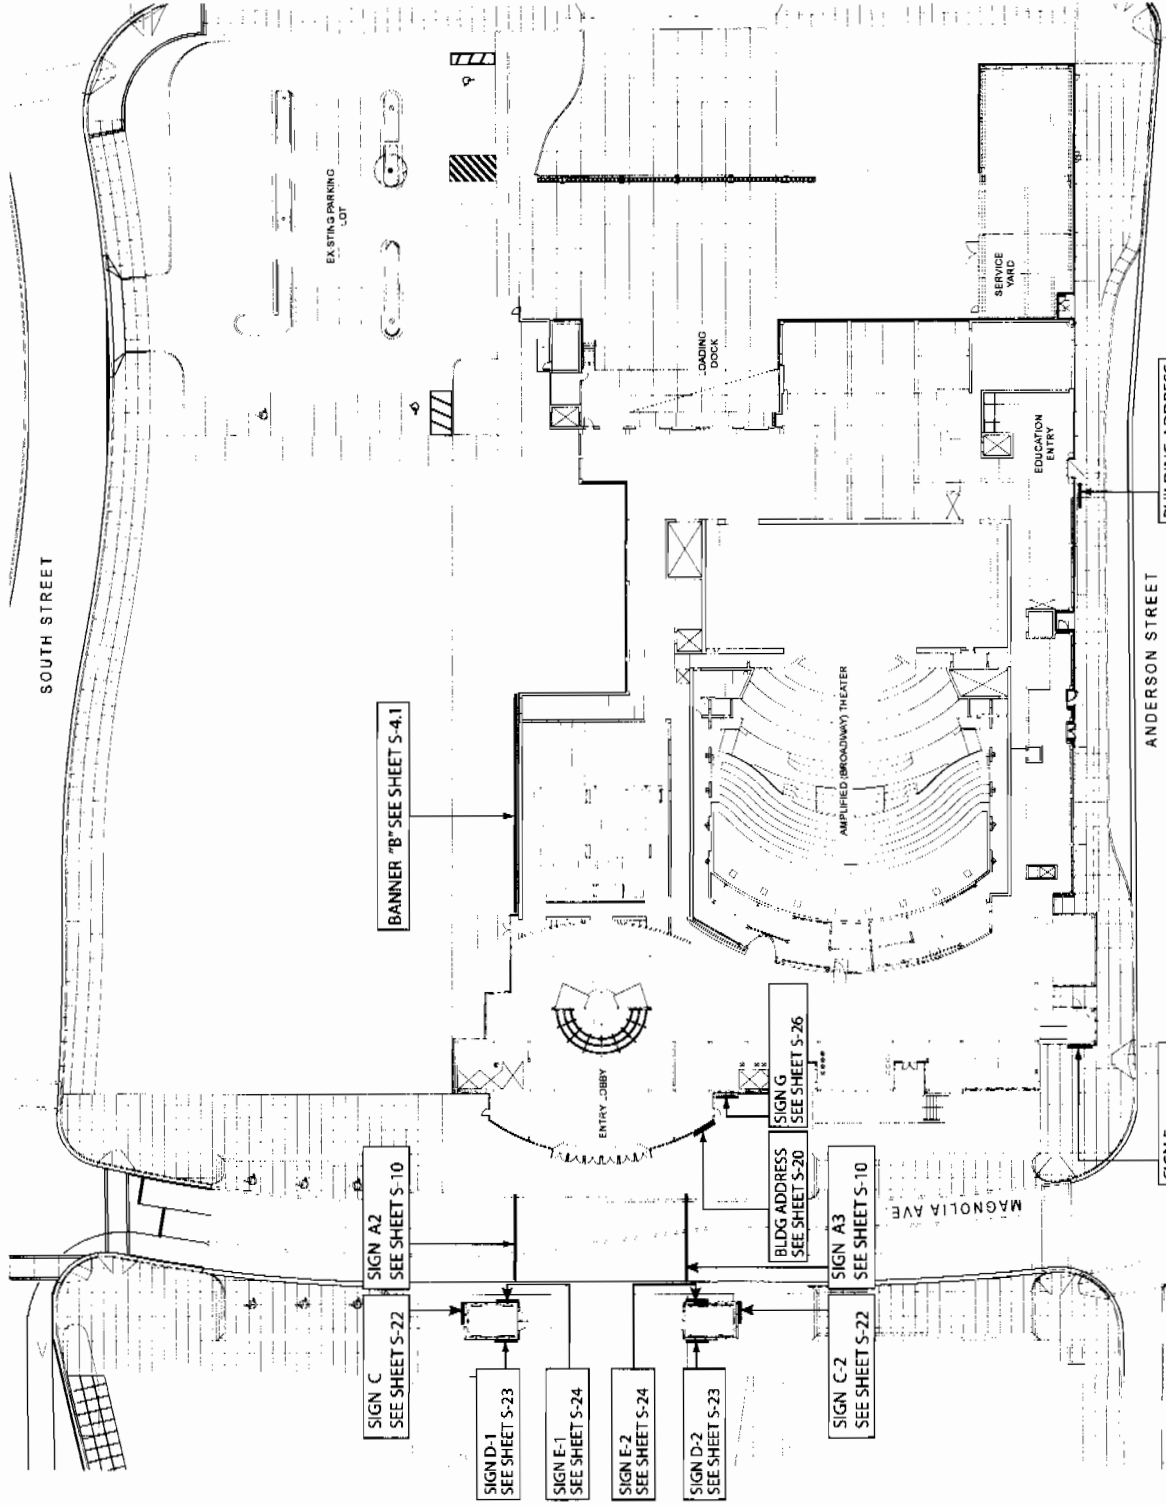 SOUTH STREET
EXISTING PARKING
LOT
SERVICE
YARD
LOADING
DOCK
EDUCATION
ENTRY
BANNER "B" SEE SHEET S-4.1
AMPLIFIED (BROADWAY) THEATER
ANDERSON STREET
ENTRY LOBBY
SIGN G
SEE SHEET S-26
BLDG ADDRESS
SEE SHEET S-20
MAGNOLIA AVE.
SIGN A2
SEE SHEET S-10
SIGN A3
SEE SHEET S-10
SIGN C
SEE SHEET S-22
SIGN C-2
SEE SHEET S-22
SIGN D-1
SEE SHEET S-23
SIGN E-1
SEE SHEET S-24
SIGN E-2
SEE SHEET S-24
SIGN D-2
SEE SHEET S-23